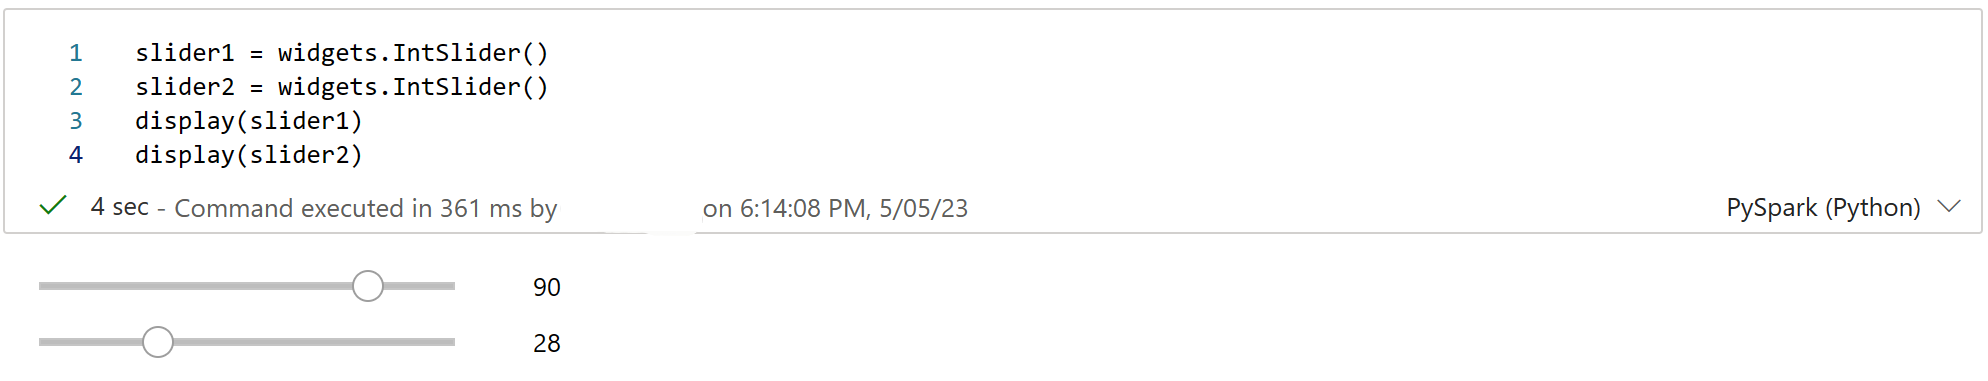 1 slider1 = widgets.IntSlider()
2 slider2 = widgets.IntSlider()
3 display(slider1)
4 display(slider2)
4 sec - Command executed in 361 ms by on 6:14:08 PM, 5/05/23 PySpark (Python)
90
28